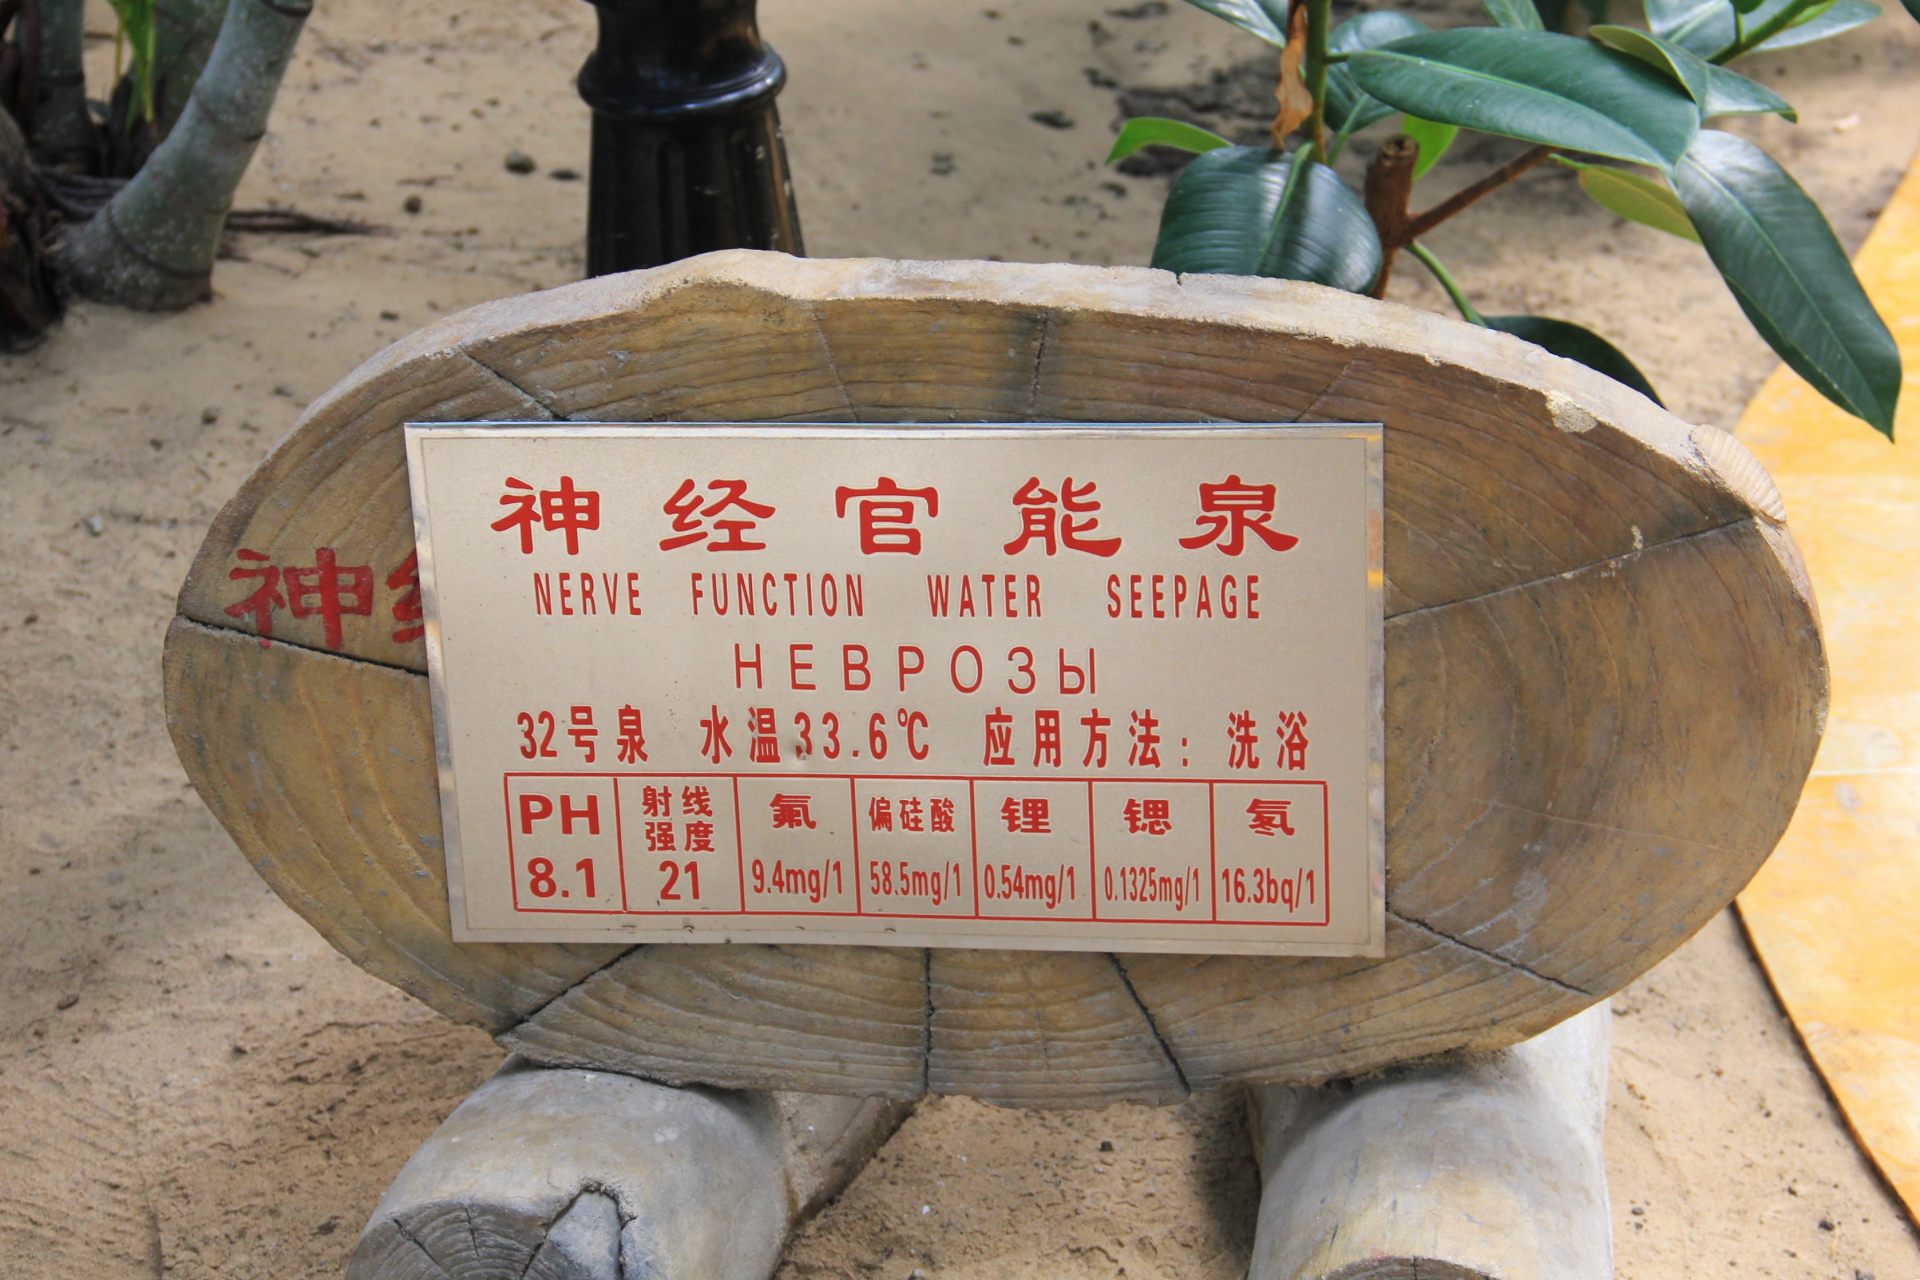 神经官能泉
神经
NERVE FUNCTION WATER SEEPAGE
НЕВРОЗЫ
32号泉 水温33.6℃ 应用方法：洗浴
PH 射线强度 氟 偏硅酸 锂 锶 氡
8.1 21 9.4mg/1 58.5mg/1 0.54mg/1 0.1325mg/1 16.3bq/1